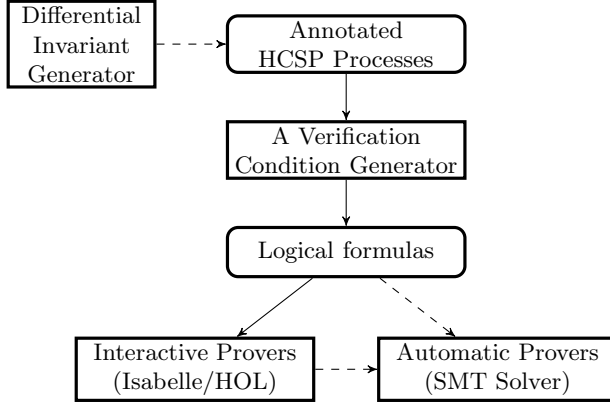 Differential
Invariant
Generator
Annotated
HCSP Processes
A Verification
Condition Generator
Logical formulas
Interactive Provers
(Isabelle/HOL)
Automatic Provers
(SMT Solver)